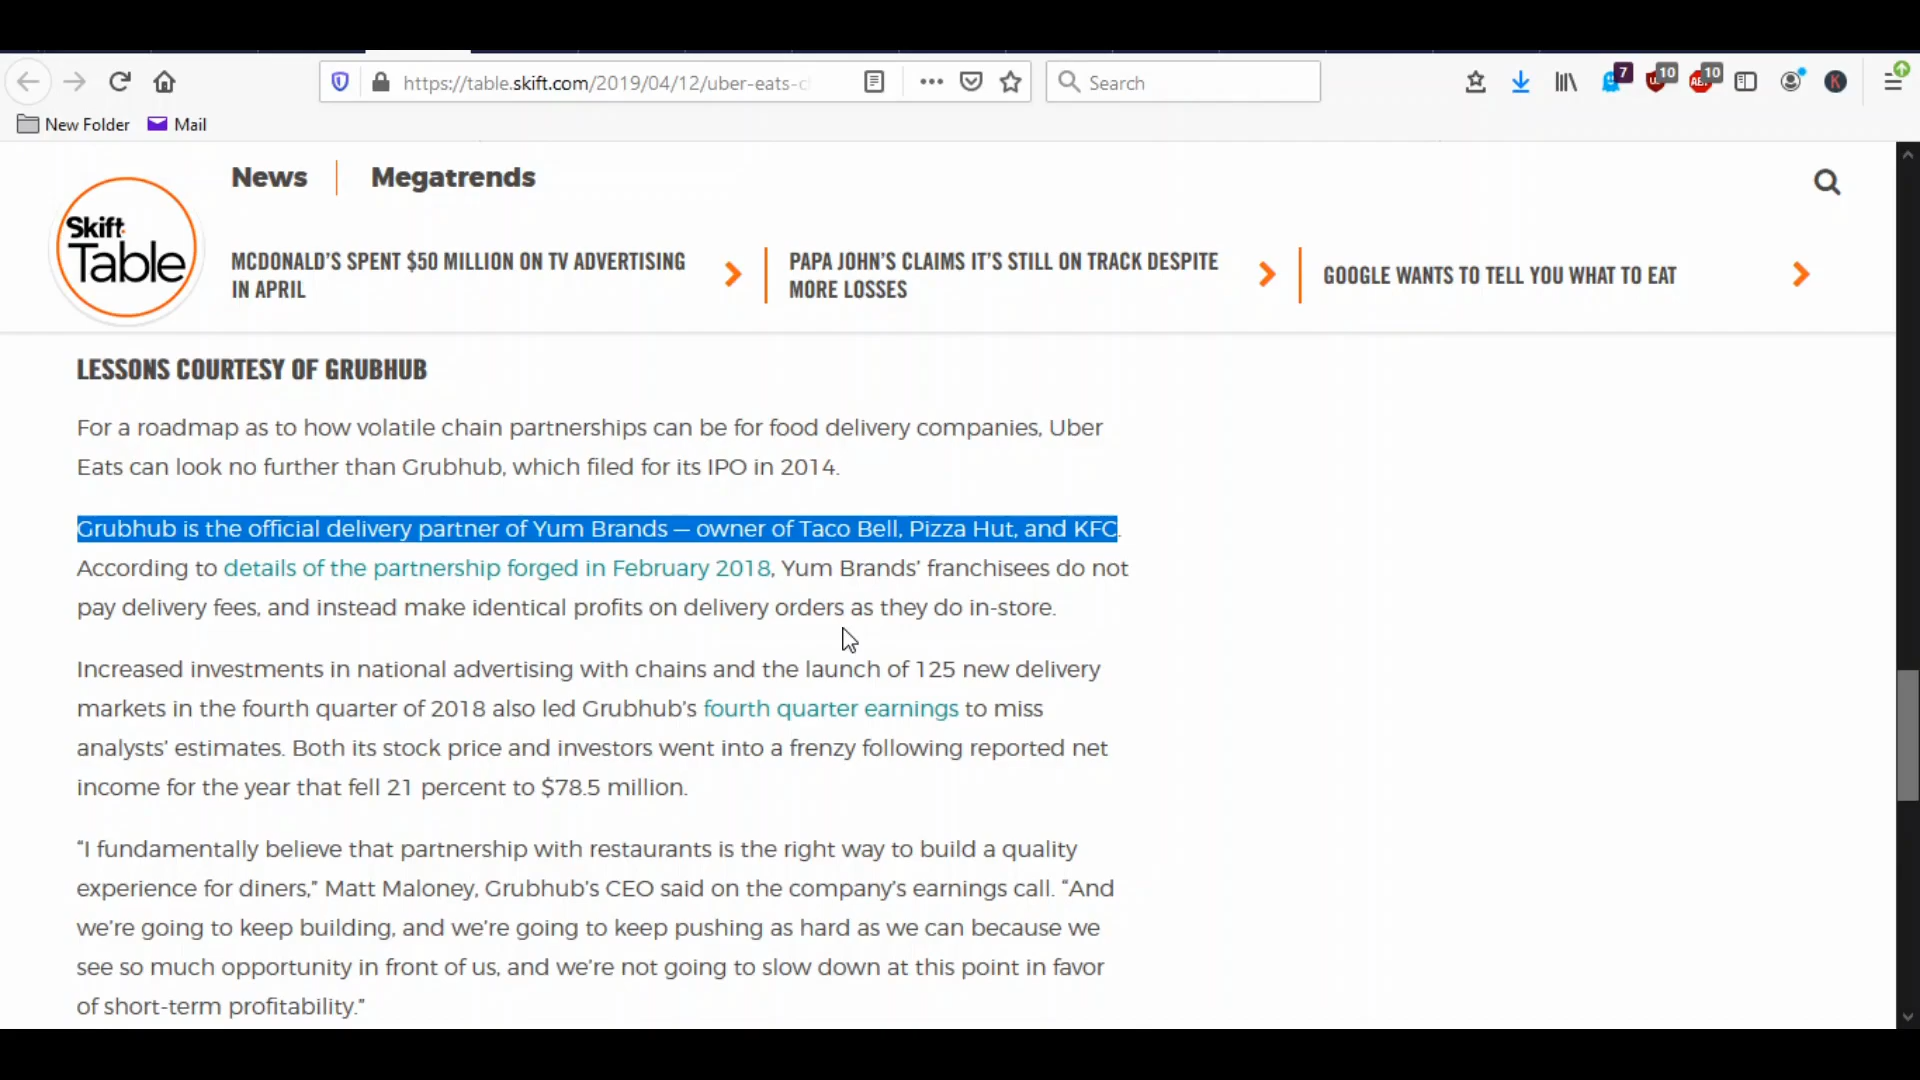 https://table.skift.com/2019/04/12/uber-eats-c
Search
7
10
10
K
New Folder
Mail
News
Megatrends
Skift
Table
MCDONALD'S SPENT $50 MILLION ON TV ADVERTISING
IN APRIL
PAPA JOHN'S CLAIMS IT'S STILL ON TRACK DESPITE
MORE LOSSES
GOOGLE WANTS TO TELL YOU WHAT TO EAT
LESSONS COURTESY OF GRUBHUB
For a roadmap as to how volatile chain partnerships can be for food delivery companies, Uber
Eats can look no further than Grubhub, which filed for its IPO in 2014.
Grubhub is the official delivery partner of Yum Brands — owner of Taco Bell, Pizza Hut, and KFC.
According to details of the partnership forged in February 2018, Yum Brands’ franchisees do not
pay delivery fees, and instead make identical profits on delivery orders as they do in-store.
Increased investments in national advertising with chains and the launch of 125 new delivery
markets in the fourth quarter of 2018 also led Grubhub’s fourth quarter earnings to miss
analysts’ estimates. Both its stock price and investors went into a frenzy following reported net
income for the year that fell 21 percent to $78.5 million.
“I fundamentally believe that partnership with restaurants is the right way to build a quality
experience for diners,” Matt Maloney, Grubhub’s CEO said on the company’s earnings call. “And
we’re going to keep building, and we’re going to keep pushing as hard as we can because we
see so much opportunity in front of us, and we’re not going to slow down at this point in favor
of short-term profitability.”